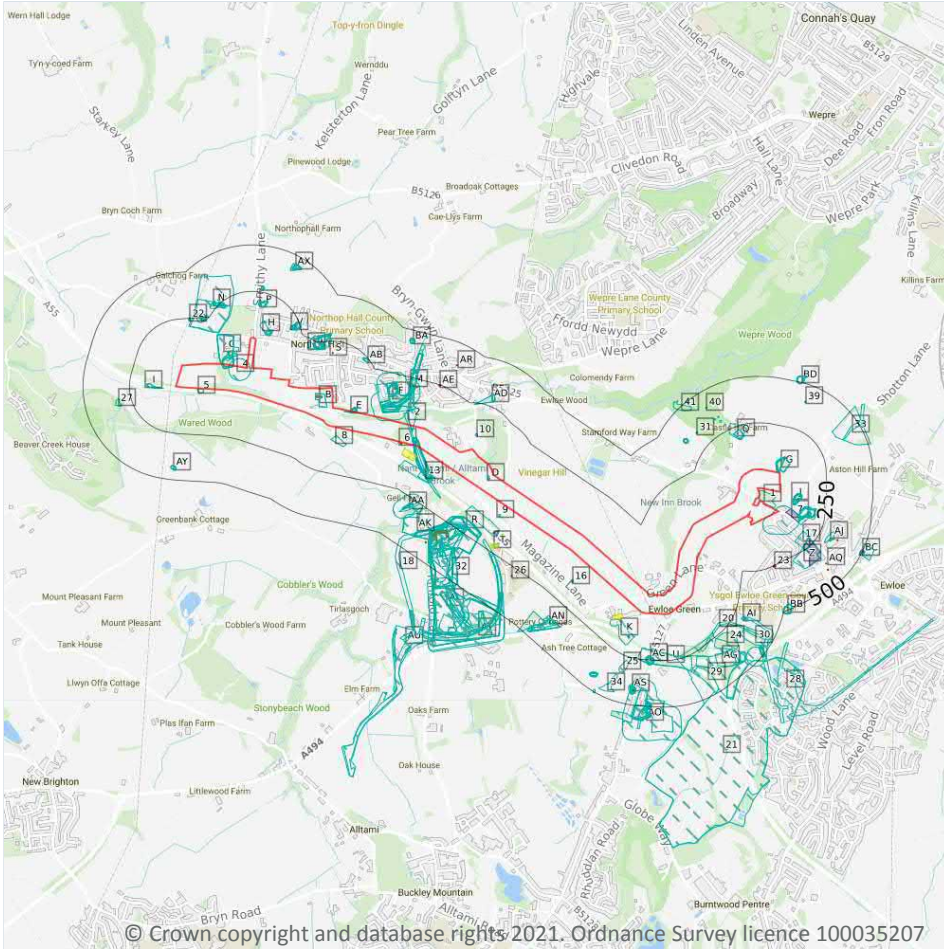 Wern Hall Lodge
Top-y-fron Dingle
Connah's Quay
B5129
Linden Avenue
Ty'n-y-coed Farm
Wernddu
Golftyn Lane
Highvale
Kelsterton Lane
Starkey Lane
Pear Tree Farm
Wepre
Fron Road
Dee Road
Pinewood Lodge
Clivedon Road
Hall Lane
B5126
Broadoak Cottages
Broadway
Wepre Park
Bryn Coch Farm
Cae-Llys Farm
Killins Lane
Northophall Farm
AX
Galchog Farm
Killins Farm
A55
N
P
Wepre Lane County
Primary School
22
H
V
Northop Hall County
Primary School
BA
Ffordd Newydd
Wepre Lane
Wepre Wood
Shotton Lane
S
AB
AR
4
I
5
AE
Colomendy Farm
BD
27
B
E
F
2
AD
Ewloe Wood
41
40
39
Wared Wood
8
6
10
Stamford Way Farm
31
33
Beaver Creek House
AY
13
D
Vinegar Hill
G
Aston Hill Farm
New Inn Brook
1
250
Greenbank Cottage
AA
AK
R
9
7
17
AJ
18
32
26
Magazine Lane
16
23
AQ
BC
Green Lane
Cobbler's Wood
Mount Pleasant Farm
Tirlasgoch
Ewloe Green
Ysgol Ewloe Green
500
A494
Ewloe
BB
Mount Pleasant
Cobbler's Wood Farm
AU
AN
K
20
AI
Tank House
Ash Tree Cottage
24
30
25
AC
U
AG
29
Llwyn Offa Cottage
Elm Farm
34
AS
28
Stonybeach Wood
Wood Lane
Level Road
Plas Ifan Farm
Oaks Farm
21
A494
Oak House
New Brighton
Littlewood Farm
Globe Way
Alltami
Rhuddlan Road
Buckley Mountain
Burntwood Pentre
Bryn Road
© Crown copyright and database rights 2021. Ordnance Survey licence 100035207